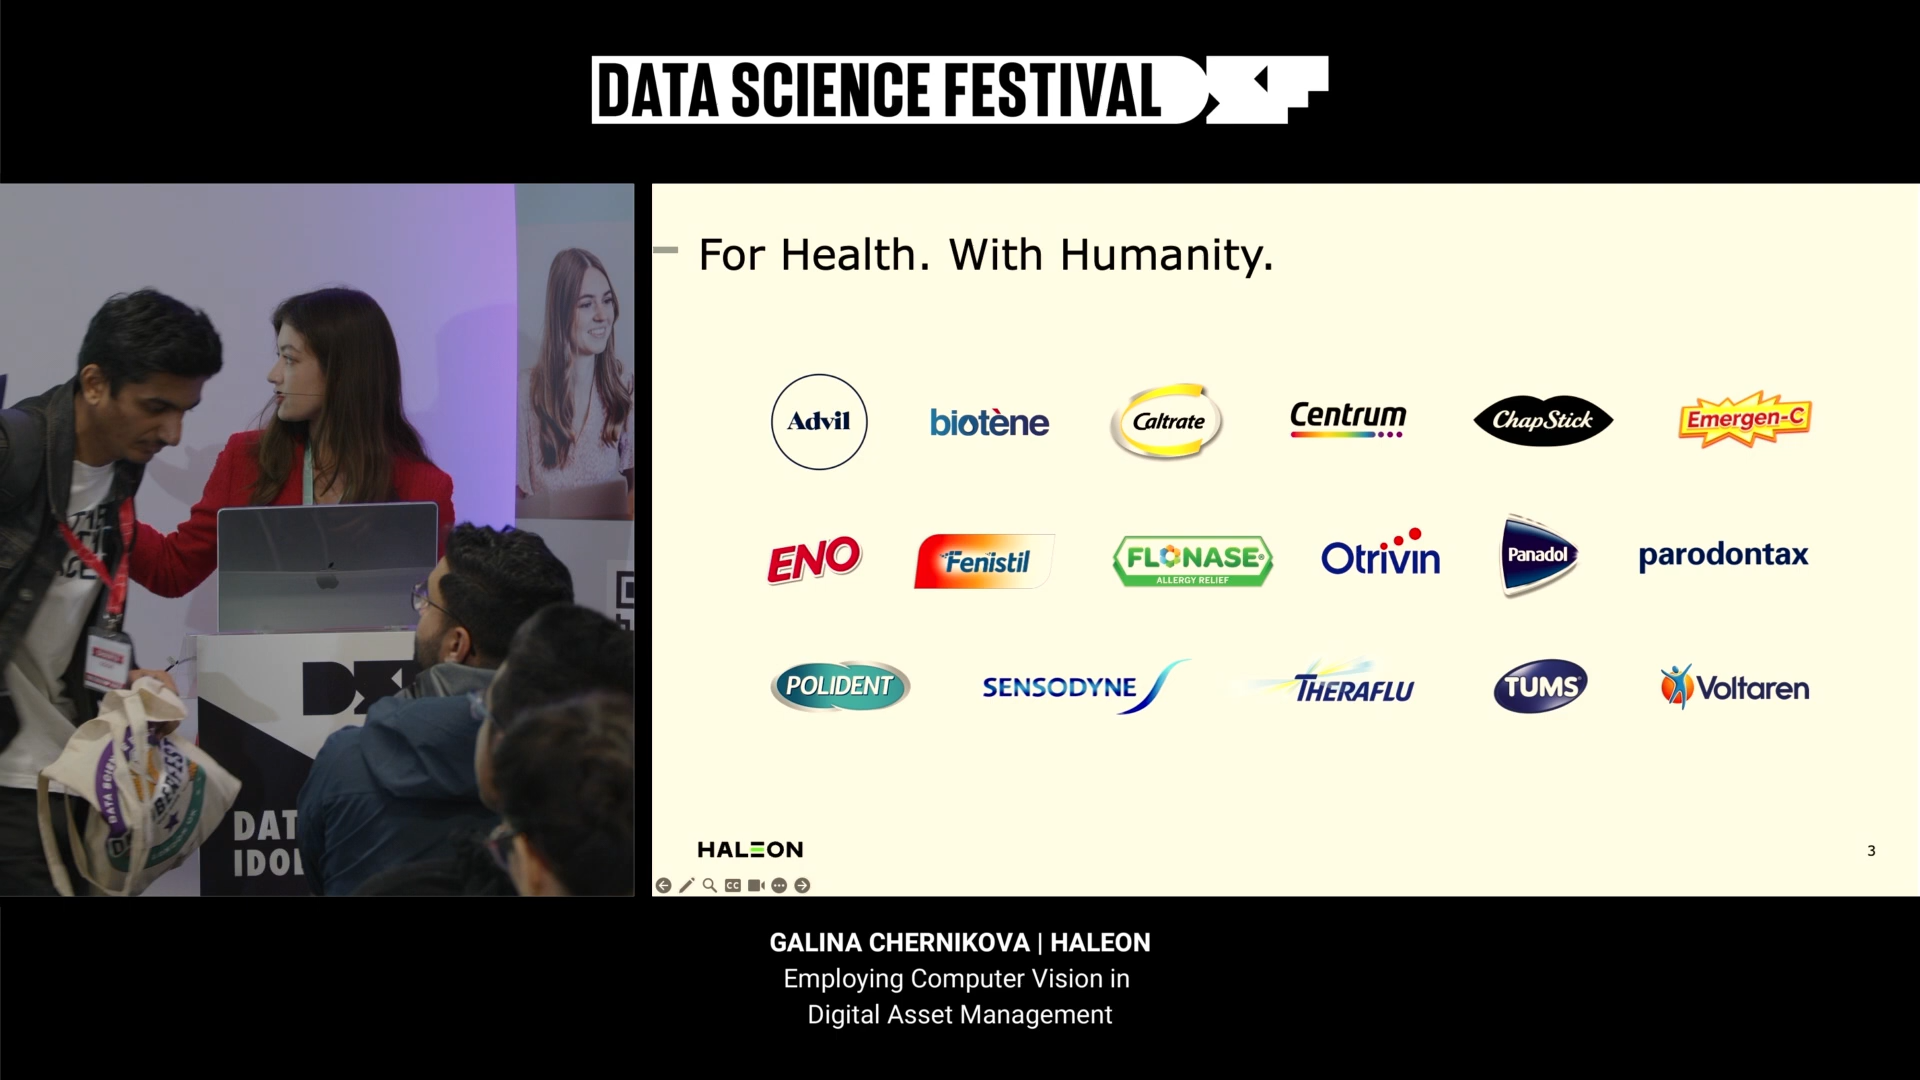 DATA SCIENCE FESTIVAL
For Health. With Humanity.
Advil
biotène
Caltrate
Centrum
ChapStick
Emergen-C
ENO
Fenistil
FLONASE®
ALLERGY RELIEF
Otrivin
Panadol
parodontax
POLIDENT
SENSODYNE
THERAFLU
TUMS
Voltaren
HALEON
3
CC
DAT
IDOL
GALINA CHERNIKOVA | HALEON
Employing Computer Vision in
Digital Asset Management